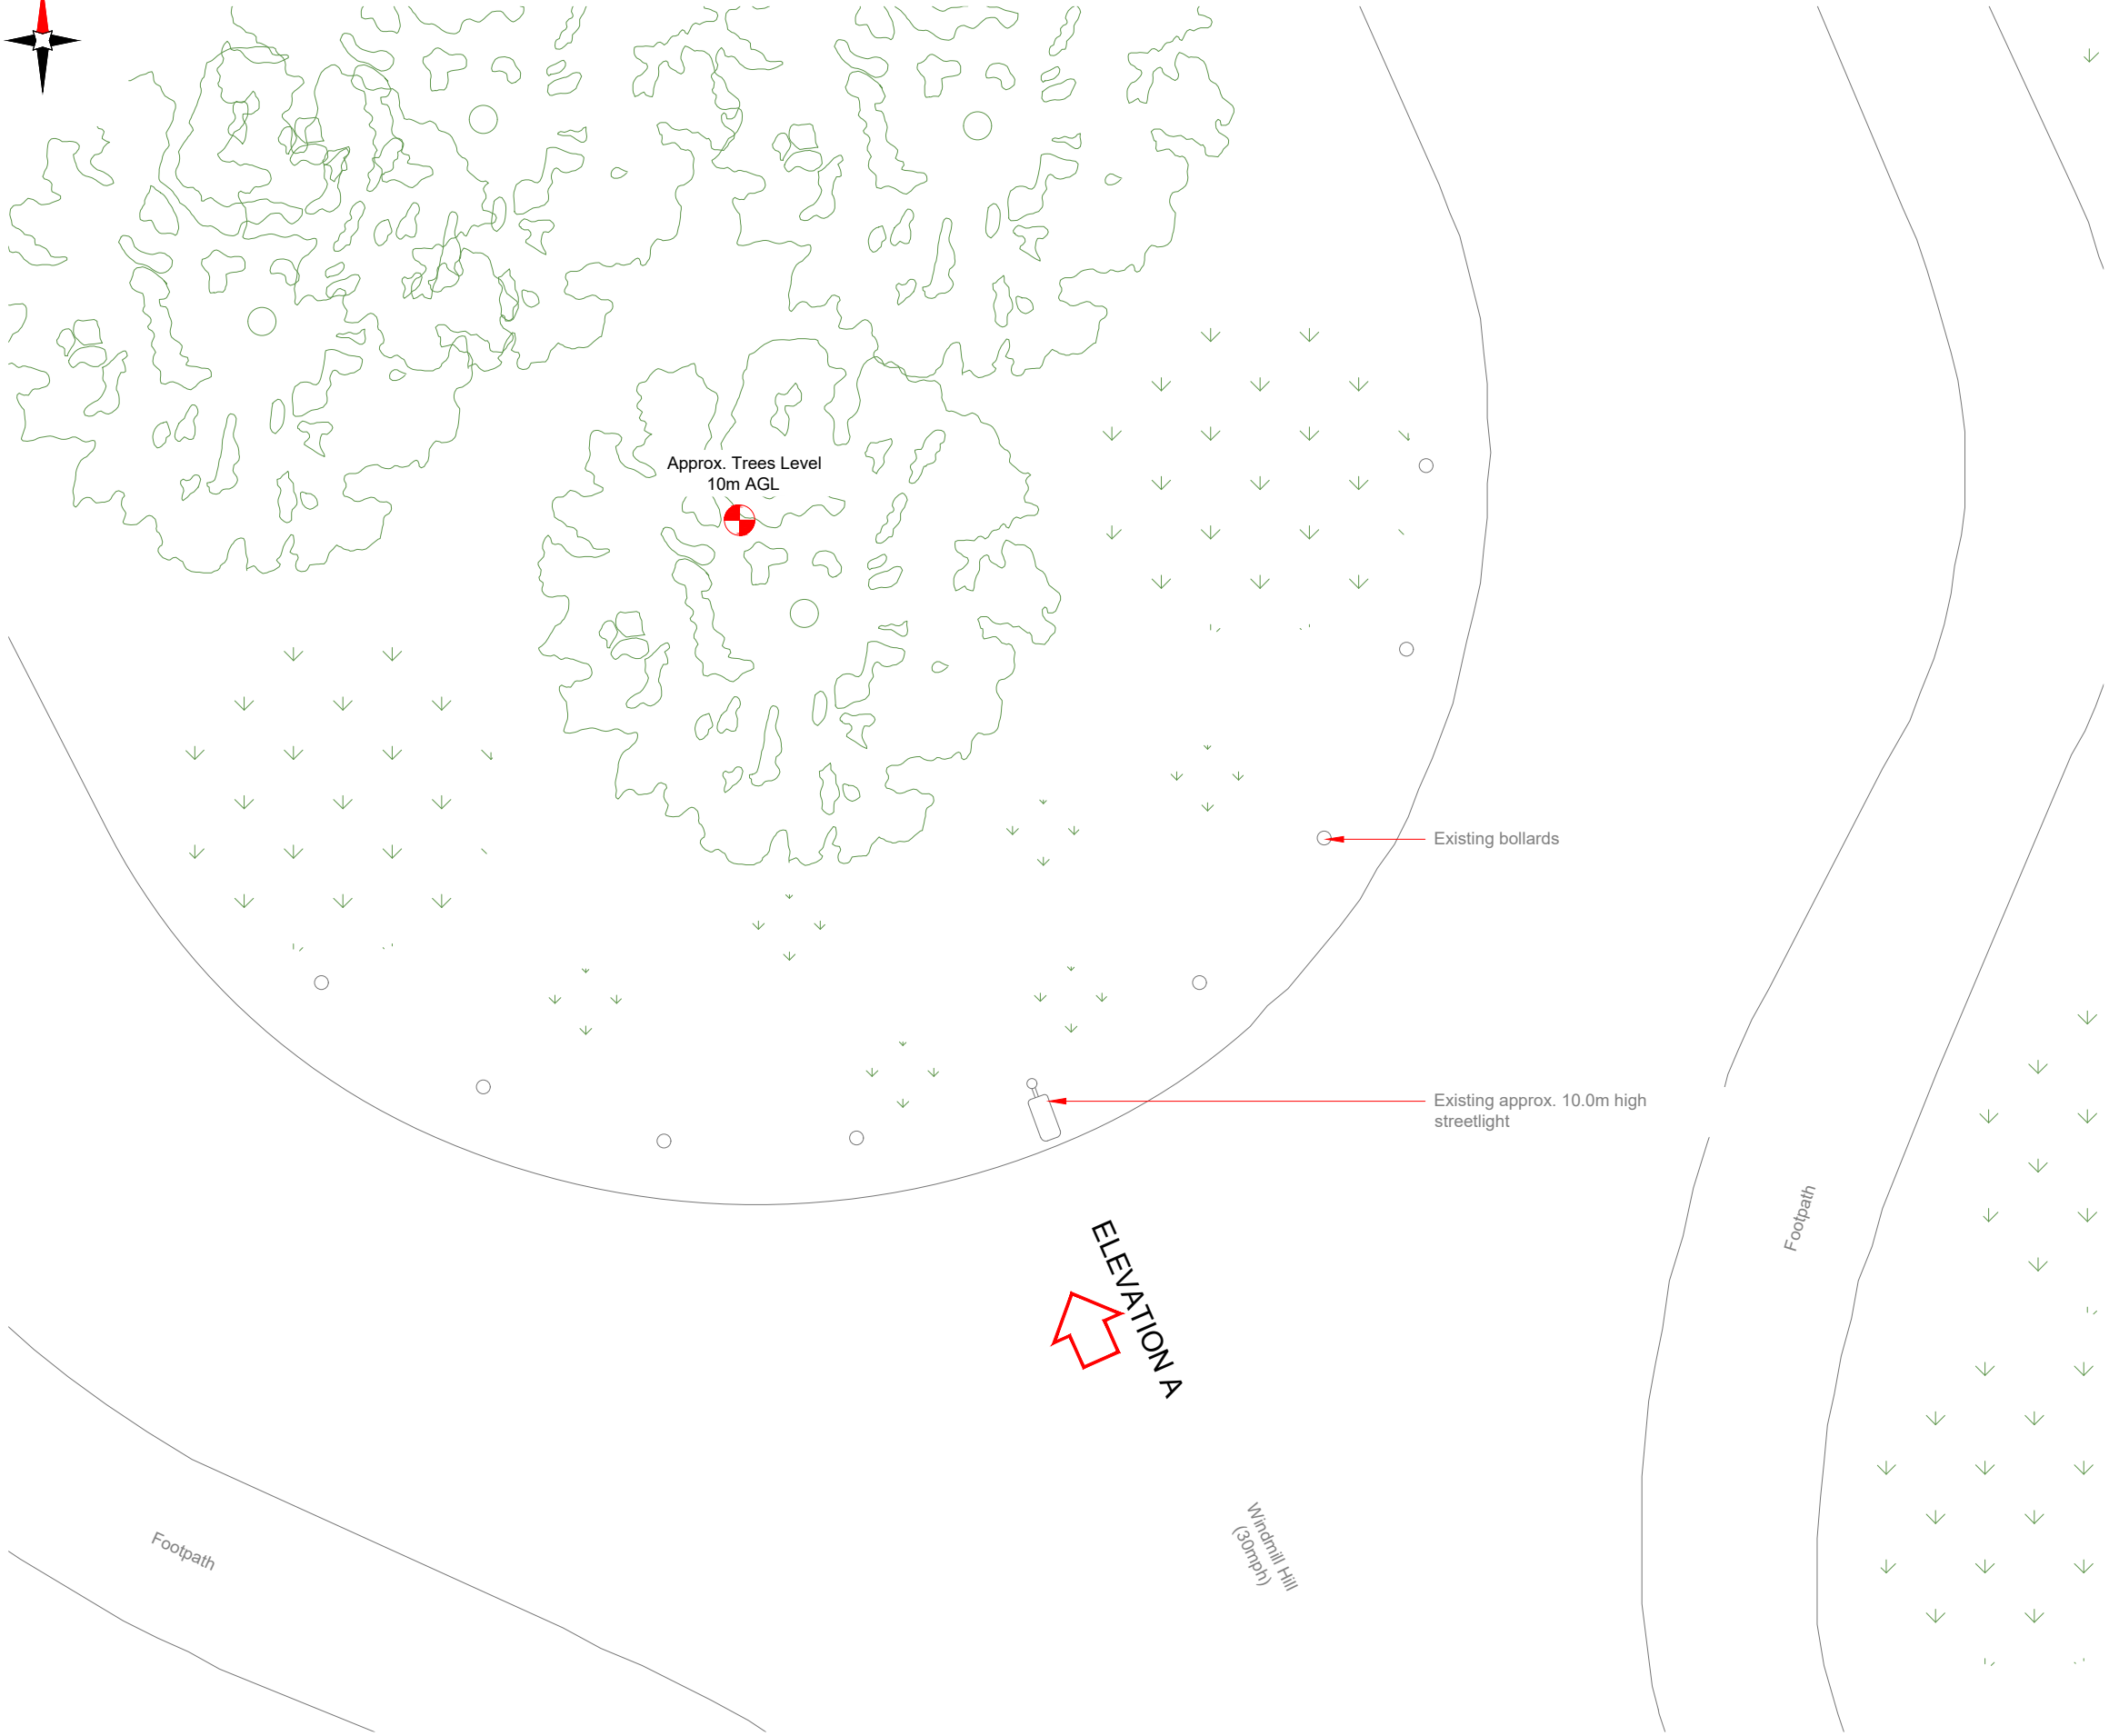 Approx. Trees Level
10m AGL
Existing bollards
Existing approx. 10.0m high
streetlight
Footpath
ELEVATION A
Windmill Hill
(30mph)
Footpath